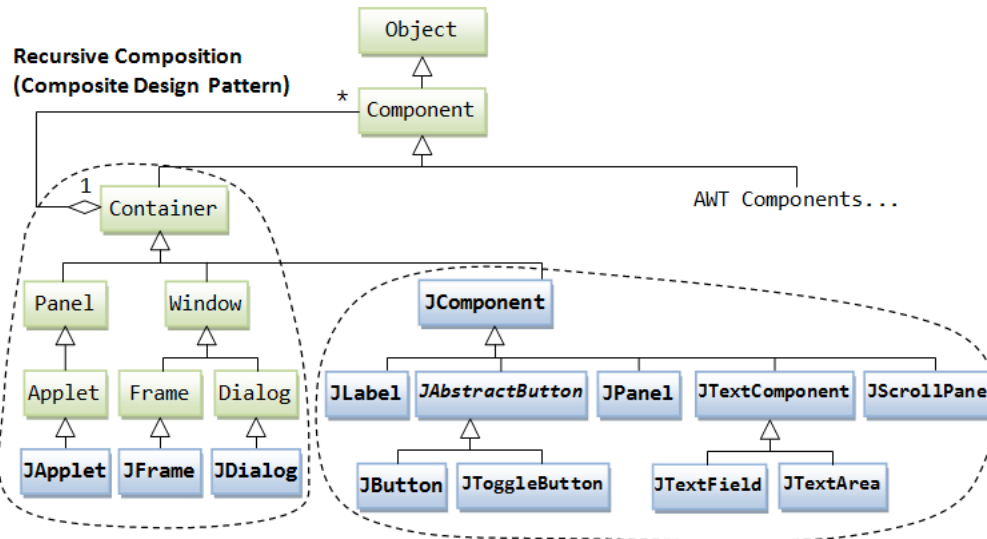 Object
Recursive Composition
(Composite Design Pattern)
*
Component
1
Container
AWT Components...
Panel
Window
JComponent
Applet
Frame
Dialog
JLabel
JAbstractButton
JPanel
JTextComponent
JScrollPane
JApplet
JFrame
JDialog
JButton
JToggleButton
JTextField
JTextArea